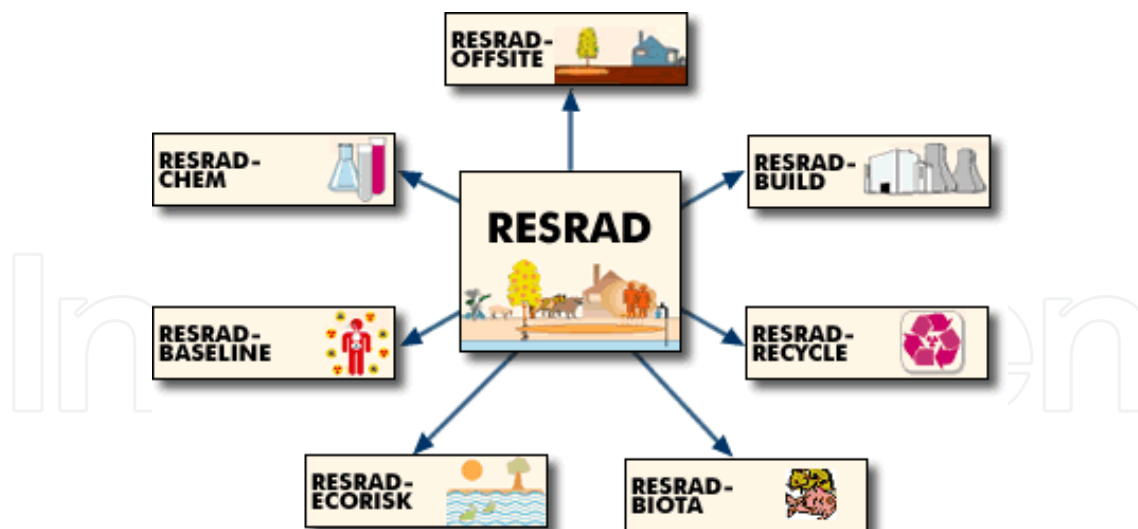 RESRAD-
OFFSITE
RESRAD-
CHEM
RESRAD-
BUILD
RESRAD
RESRAD-
BASELINE
RESRAD-
RECYCLE
RESRAD-
ECORISK
RESRAD-
BIOTA